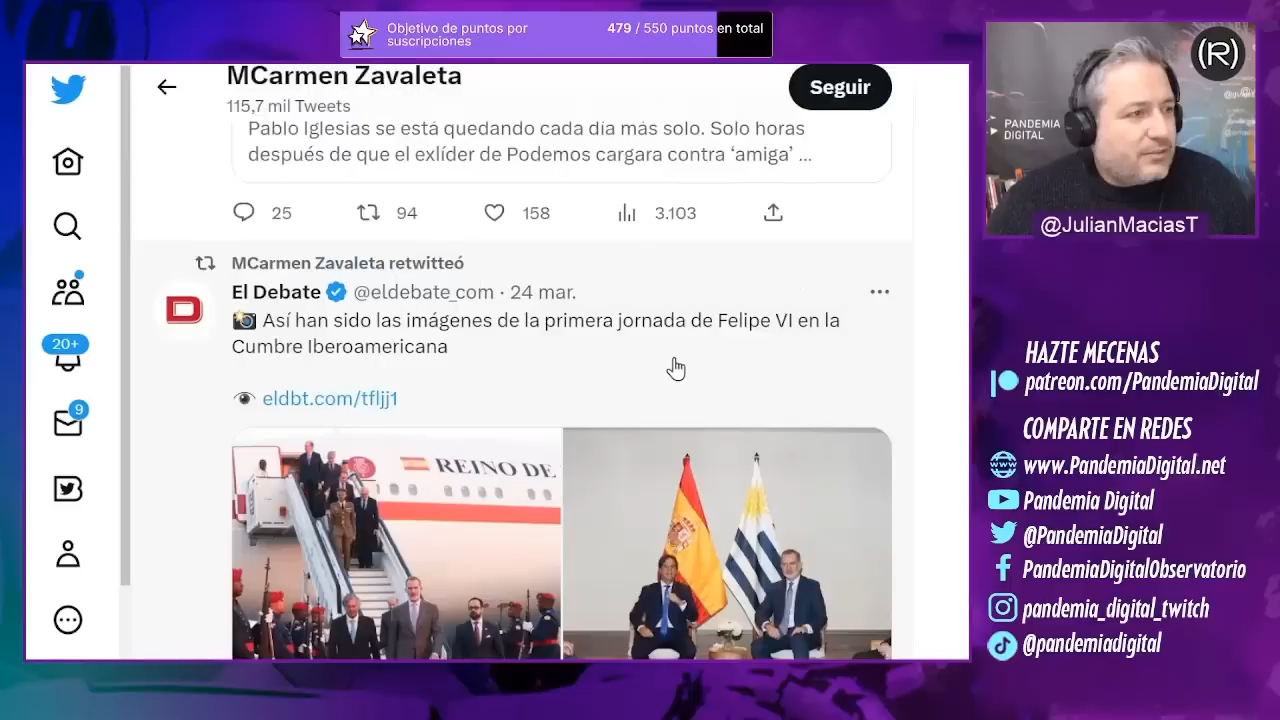 Objetivo de puntos por
suscripciones
479 / 550 puntos en total
MCarmen Zavaleta
115,7 mil Tweets
Seguir
Pablo Iglesias se está quedando cada día más solo. Solo horas
después de que el exlíder de Podemos cargara contra ‘amiga’ ...
25
94
158
3.103
MCarmen Zavaleta retwitteó
El Debate @eldebate_com · 24 mar.
Así han sido las imágenes de la primera jornada de Felipe VI en la
Cumbre Iberoamericana
eldbt.com/tfljj1
20+
9
D
REINO DE
(R)
PANDEMIA
DIGITAL
@JulianMaciasT
HAZTE MECENAS
patreon.com/PandemiaDigital
COMPARTE EN REDES
www.PandemiaDigital.net
Pandemia Digital
@PandemiaDigital
PandemiaDigitalObservatorio
pandemia_digital_twitch
@pandemiadigital